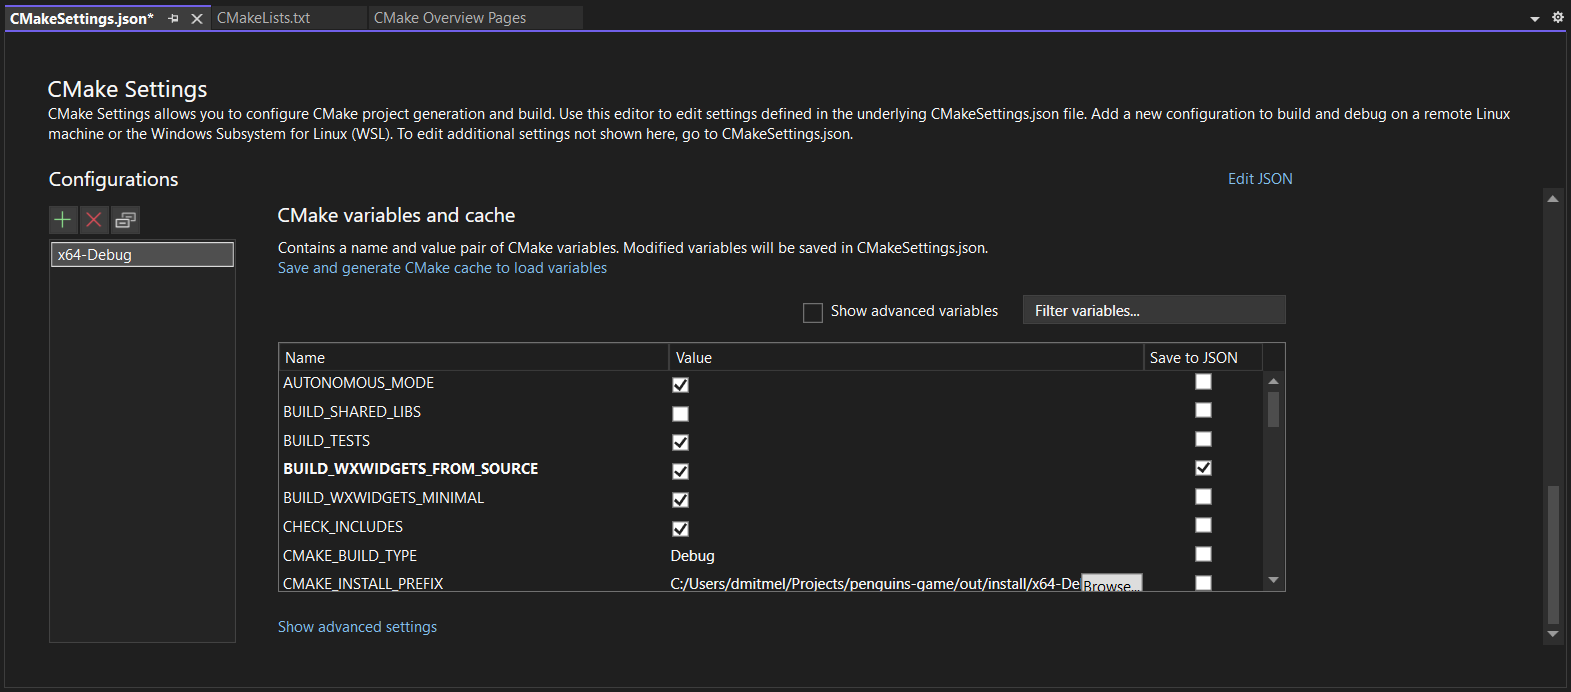 CMakeSettings.json* CMakeLists.txt CMake Overview Pages
CMake Settings
CMake Settings allows you to configure CMake project generation and build. Use this editor to edit settings defined in the underlying CMakeSettings.json file. Add a new configuration to build and debug on a remote Linux
machine or the Windows Subsystem for Linux (WSL). To edit additional settings not shown here, go to CMakeSettings.json.
Configurations
Edit JSON
x64-Debug
CMake variables and cache
Contains a name and value pair of CMake variables. Modified variables will be saved in CMakeSettings.json.
Save and generate CMake cache to load variables
Show advanced variables Filter variables...
Name Value Save to JSON
AUTONOMOUS_MODE
BUILD_SHARED_LIBS
BUILD_TESTS
BUILD_WXWIDGETS_FROM_SOURCE
BUILD_WXWIDGETS_MINIMAL
CHECK_INCLUDES
CMAKE_BUILD_TYPE Debug
CMAKE_INSTALL_PREFIX C:/Users/dmitmel/Projects/penguins-game/out/install/x64-De Browse...
Show advanced settings